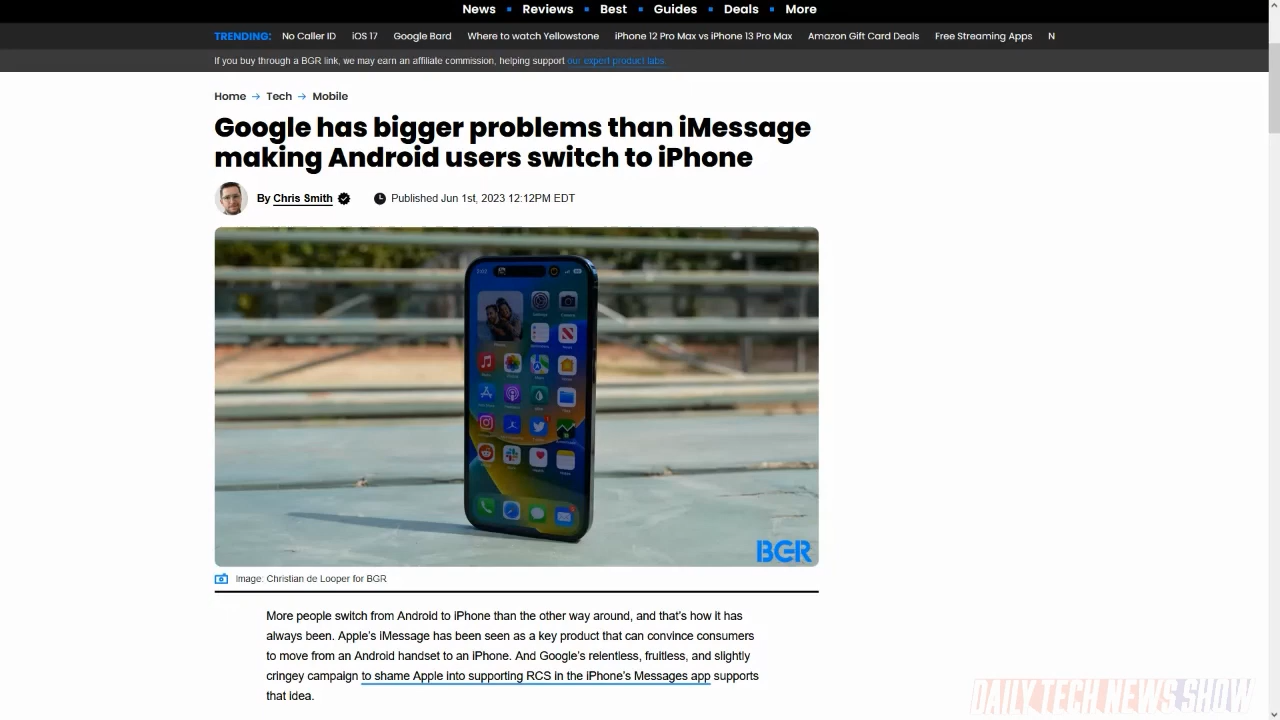 News Reviews Best Guides Deals More
TRENDING: No Caller ID iOS 17 Google Bard Where to watch Yellowstone iPhone 12 Pro Max vs iPhone 13 Pro Max Amazon Gift Card Deals Free Streaming Apps N
If you buy through a BGR link, we may earn an affiliate commission, helping support our expert product labs.
Home → Tech → Mobile
Google has bigger problems than iMessage
making Android users switch to iPhone
By Chris Smith Published Jun 1st, 2023 12:12PM EDT
BGR
Image: Christian de Looper for BGR
More people switch from Android to iPhone than the other way around, and that's how it has
always been. Apple's iMessage has been seen as a key product that can convince consumers
to move from an Android handset to an iPhone. And Google's relentless, fruitless, and slightly
cringey campaign to shame Apple into supporting RCS in the iPhone's Messages app supports
that idea.
DAILY TECH NEWS SHOW